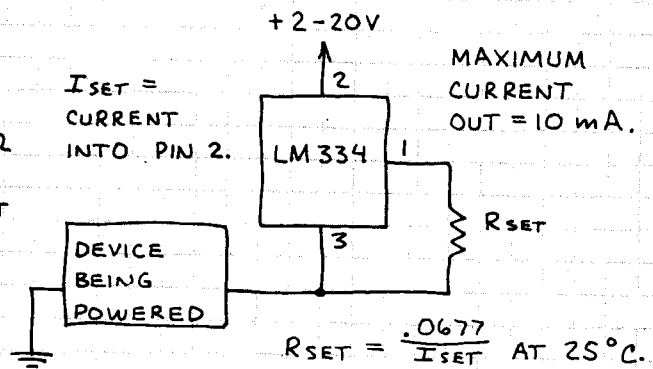 +2-20V
2
I SET =
CURRENT
INTO PIN 2.
LM334
1
3
MAXIMUM
CURRENT
OUT = 10 mA.
RSET
DEVICE
BEING
POWERED
RSET = .0677 / ISET AT 25°C.